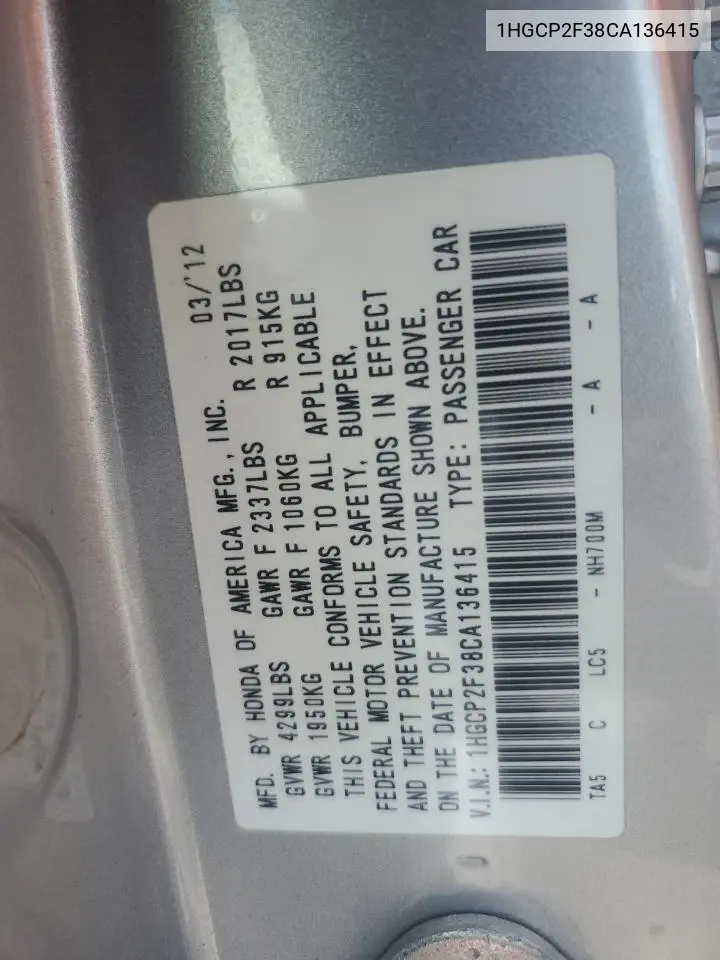 1HGCP2F38CA136415
MFD. BY HONDA OF AMERICA MFG., INC. 03/'12
GVWR 4299LBS GAWR F 2337LBS R 2017LBS
GVWR 1950KG GAWR F 1060KG R 915KG
THIS VEHICLE CONFORMS TO ALL APPLICABLE
FEDERAL MOTOR VEHICLE SAFETY, BUMPER,
AND THEFT PREVENTION STANDARDS IN EFFECT
ON THE DATE OF MANUFACTURE SHOWN ABOVE.
V.I.N.: 1HGCP2F38CA136415 TYPE: PASSENGER CAR
TA5 C LC5 - NH700M - A - A